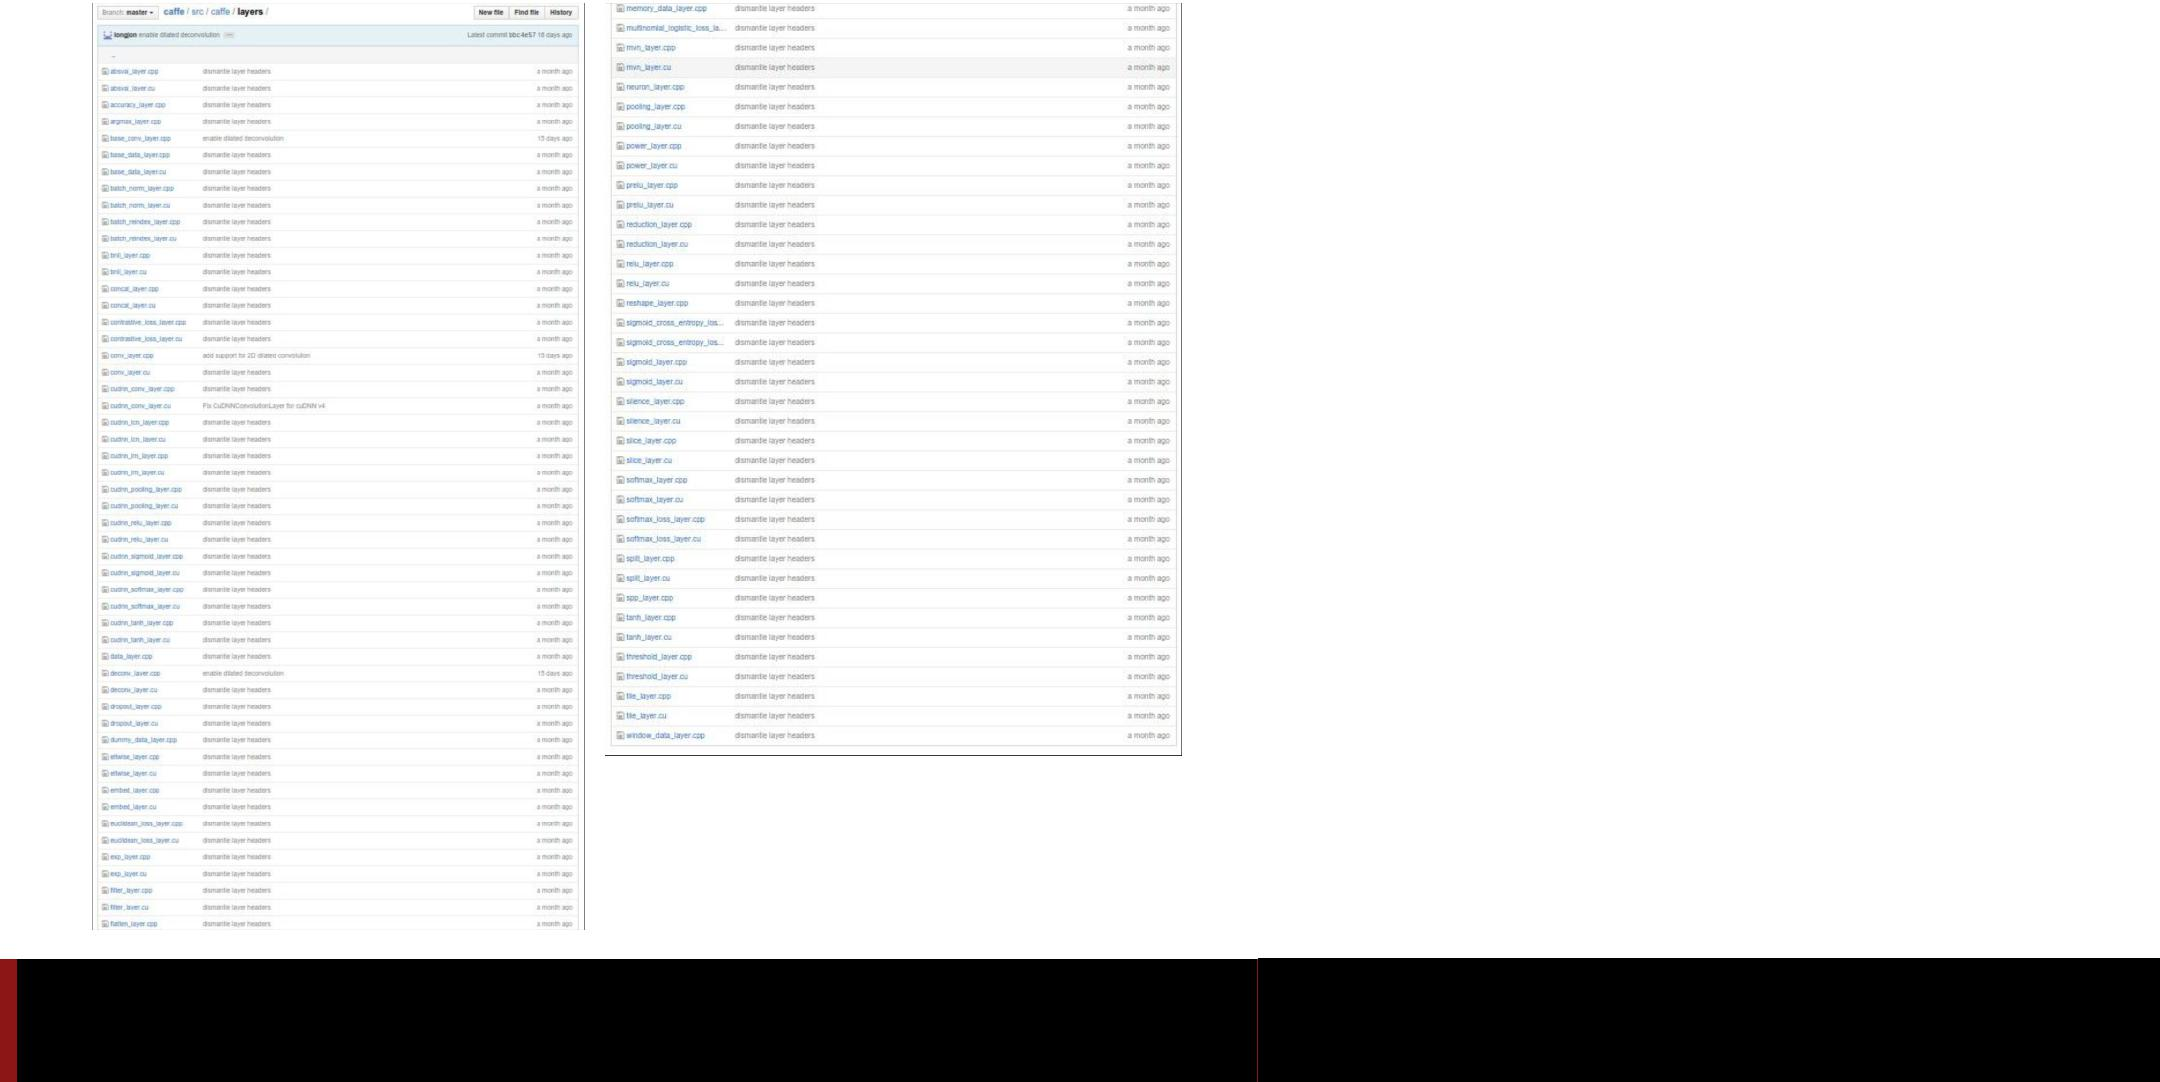 Branch: master caffe / src / caffe / layers /
New file Find file History
longjon enable dilated deconvolution
Latest commit bbc4e57 16 days ago
..
absval_layer.cpp dismantle layer headers a month ago
absval_layer.cu dismantle layer headers a month ago
accuracy_layer.cpp dismantle layer headers a month ago
argmax_layer.cpp dismantle layer headers a month ago
base_conv_layer.cpp enable dilated deconvolution 15 days ago
base_data_layer.cpp dismantle layer headers a month ago
base_data_layer.cu dismantle layer headers a month ago
batch_norm_layer.cpp dismantle layer headers a month ago
batch_norm_layer.cu dismantle layer headers a month ago
batch_reindex_layer.cpp dismantle layer headers a month ago
batch_reindex_layer.cu dismantle layer headers a month ago
bnll_layer.cpp dismantle layer headers a month ago
bnll_layer.cu dismantle layer headers a month ago
concat_layer.cpp dismantle layer headers a month ago
concat_layer.cu dismantle layer headers a month ago
contrastive_loss_layer.cpp dismantle layer headers a month ago
contrastive_loss_layer.cu dismantle layer headers a month ago
conv_layer.cpp add support for 2D dilated convolution 15 days ago
conv_layer.cu dismantle layer headers a month ago
cudnn_conv_layer.cpp dismantle layer headers a month ago
cudnn_conv_layer.cu Fix CuDNNConvolutionLayer for cuDNN v4 a month ago
cudnn_lcn_layer.cpp dismantle layer headers a month ago
cudnn_lcn_layer.cu dismantle layer headers a month ago
cudnn_lrn_layer.cpp dismantle layer headers a month ago
cudnn_lrn_layer.cu dismantle layer headers a month ago
cudnn_pooling_layer.cpp dismantle layer headers a month ago
cudnn_pooling_layer.cu dismantle layer headers a month ago
cudnn_relu_layer.cpp dismantle layer headers a month ago
cudnn_relu_layer.cu dismantle layer headers a month ago
cudnn_sigmoid_layer.cpp dismantle layer headers a month ago
cudnn_sigmoid_layer.cu dismantle layer headers a month ago
cudnn_softmax_layer.cpp dismantle layer headers a month ago
cudnn_softmax_layer.cu dismantle layer headers a month ago
cudnn_tanh_layer.cpp dismantle layer headers a month ago
cudnn_tanh_layer.cu dismantle layer headers a month ago
data_layer.cpp dismantle layer headers a month ago
deconv_layer.cpp enable dilated deconvolution 15 days ago
deconv_layer.cu dismantle layer headers a month ago
dropout_layer.cpp dismantle layer headers a month ago
dropout_layer.cu dismantle layer headers a month ago
dummy_data_layer.cpp dismantle layer headers a month ago
eltwise_layer.cpp dismantle layer headers a month ago
eltwise_layer.cu dismantle layer headers a month ago
embed_layer.cpp dismantle layer headers a month ago
embed_layer.cu dismantle layer headers a month ago
euclidean_loss_layer.cpp dismantle layer headers a month ago
euclidean_loss_layer.cu dismantle layer headers a month ago
exp_layer.cpp dismantle layer headers a month ago
exp_layer.cu dismantle layer headers a month ago
filter_layer.cpp dismantle layer headers a month ago
filter_layer.cu dismantle layer headers a month ago
flatten_layer.cpp dismantle layer headers a month ago
memory_data_layer.cpp dismantle layer headers a month ago
multinomial_logistic_loss_la... dismantle layer headers a month ago
mvn_layer.cpp dismantle layer headers a month ago
mvn_layer.cu dismantle layer headers a month ago
neuron_layer.cpp dismantle layer headers a month ago
pooling_layer.cpp dismantle layer headers a month ago
pooling_layer.cu dismantle layer headers a month ago
power_layer.cpp dismantle layer headers a month ago
power_layer.cu dismantle layer headers a month ago
prelu_layer.cpp dismantle layer headers a month ago
prelu_layer.cu dismantle layer headers a month ago
reduction_layer.cpp dismantle layer headers a month ago
reduction_layer.cu dismantle layer headers a month ago
relu_layer.cpp dismantle layer headers a month ago
relu_layer.cu dismantle layer headers a month ago
reshape_layer.cpp dismantle layer headers a month ago
sigmoid_cross_entropy_los... dismantle layer headers a month ago
sigmoid_cross_entropy_los... dismantle layer headers a month ago
sigmoid_layer.cpp dismantle layer headers a month ago
sigmoid_layer.cu dismantle layer headers a month ago
silence_layer.cpp dismantle layer headers a month ago
silence_layer.cu dismantle layer headers a month ago
slice_layer.cpp dismantle layer headers a month ago
slice_layer.cu dismantle layer headers a month ago
softmax_layer.cpp dismantle layer headers a month ago
softmax_layer.cu dismantle layer headers a month ago
softmax_loss_layer.cpp dismantle layer headers a month ago
softmax_loss_layer.cu dismantle layer headers a month ago
split_layer.cpp dismantle layer headers a month ago
split_layer.cu dismantle layer headers a month ago
spp_layer.cpp dismantle layer headers a month ago
tanh_layer.cpp dismantle layer headers a month ago
tanh_layer.cu dismantle layer headers a month ago
threshold_layer.cpp dismantle layer headers a month ago
threshold_layer.cu dismantle layer headers a month ago
tile_layer.cpp dismantle layer headers a month ago
tile_layer.cu dismantle layer headers a month ago
window_data_layer.cpp dismantle layer headers a month ago